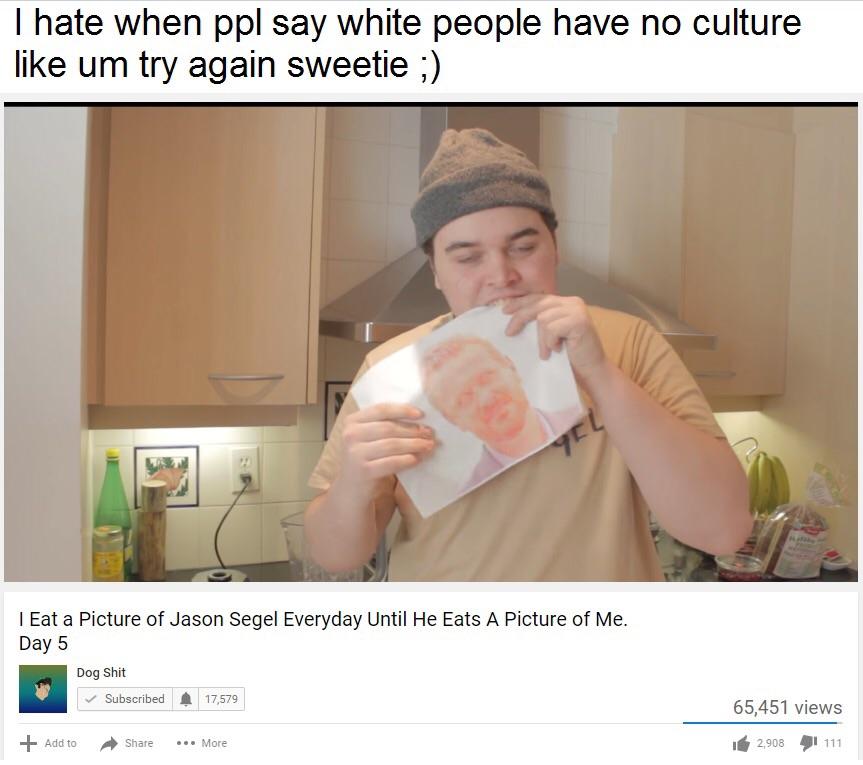 I hate when ppl say white people have no culture
like um try again sweetie ;)
I Eat a Picture of Jason Segel Everyday Until He Eats A Picture of Me.
Day 5
Dog Shit
Subscribed 17,579
65,451 views
Add to Share More 2,908 111